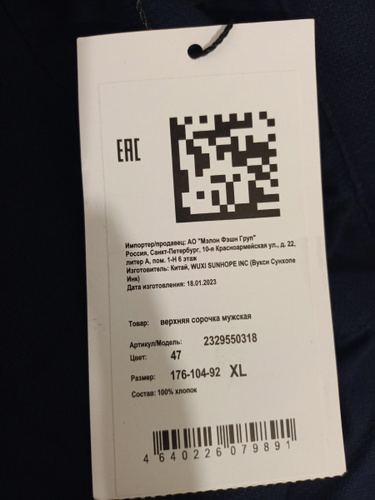 EAC
Импортер/продавец: АО "Мэлон Фэшн Груп"
Россия, Санкт-Петербург, 10-я Красноармейская ул., д. 22,
литер А, пом. 1-Н 6 этаж
Изготовитель: Китай, WUXI SUNHOPE INC (Вукси Сунхопе
Инк)
Дата изготовления: 18.01.2023
Товар: верхняя сорочка мужская
Артикул/Модель: 2329550318
Цвет: 47
Размер: 176-104-92 XL
Состав: 100% хлопок
4 640226 079891